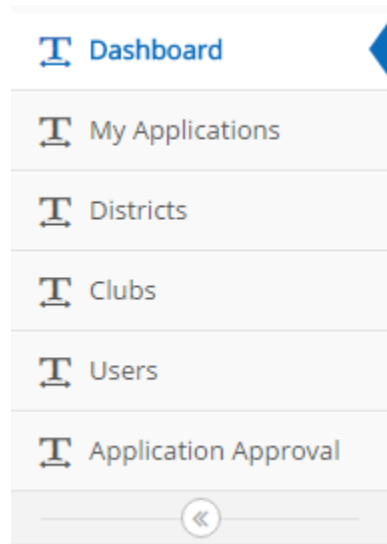 Dashboard
My Applications
Districts
Clubs
Users
Application Approval